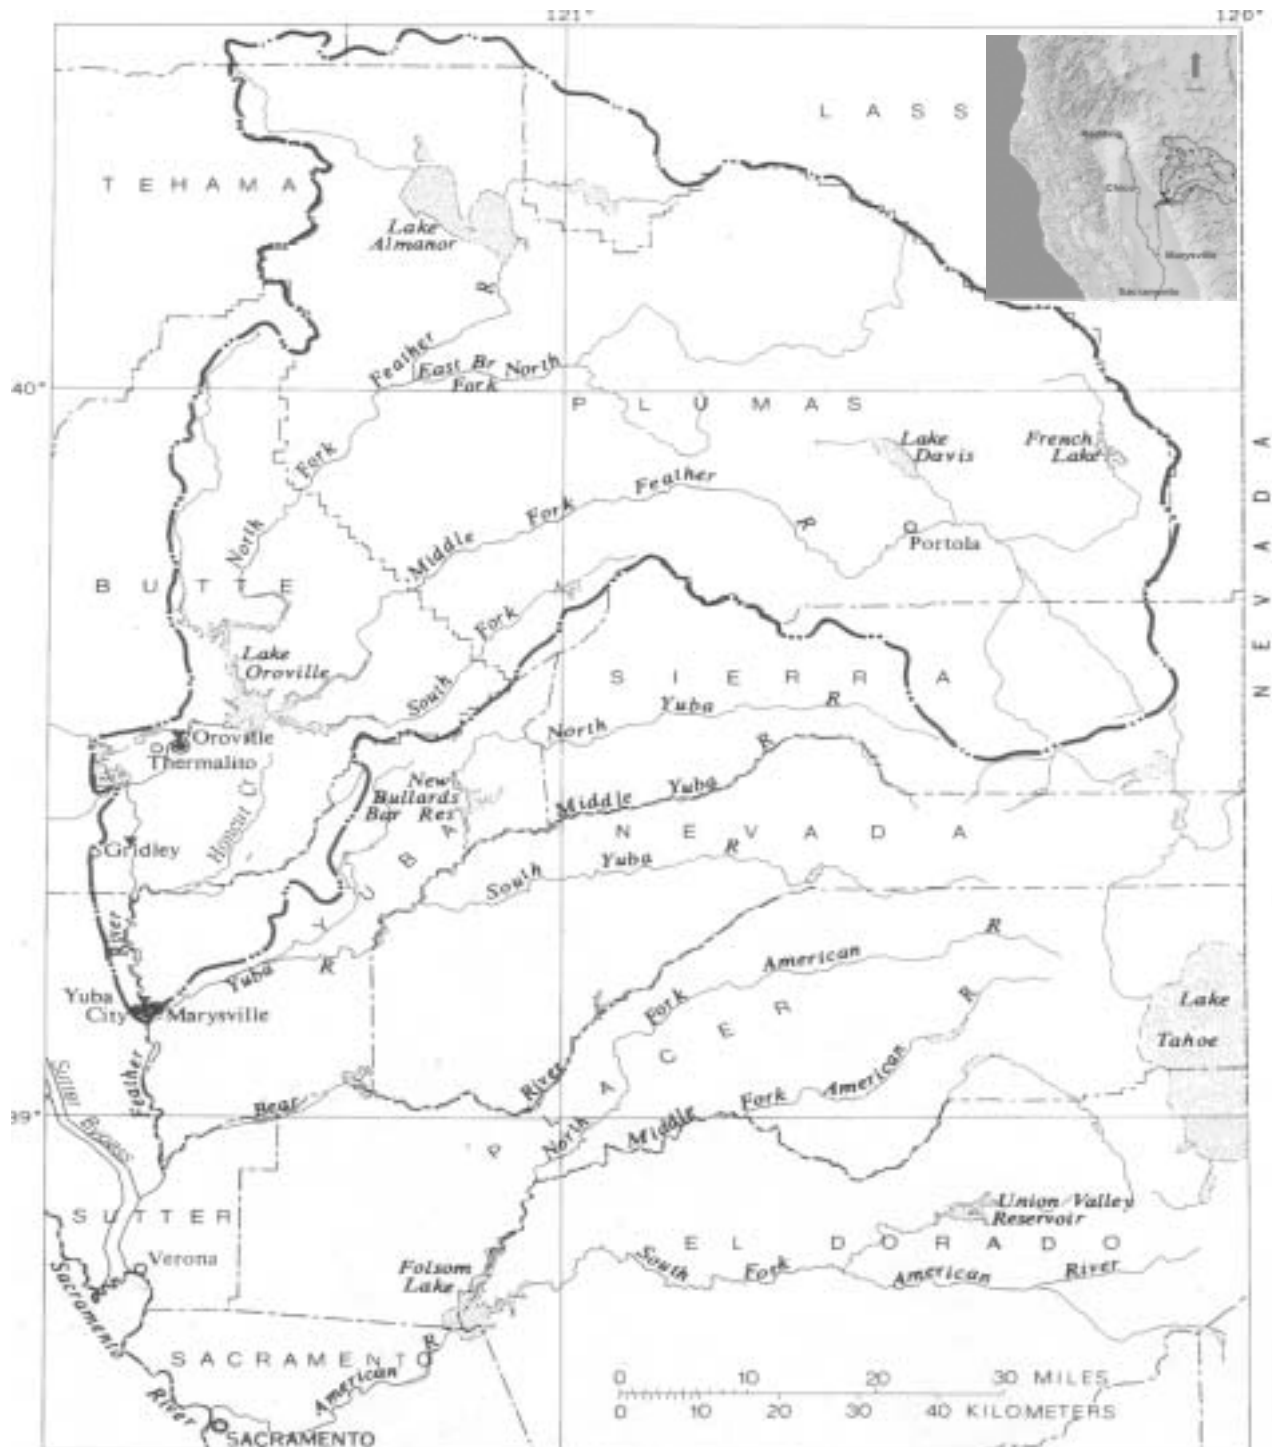 121°
120°
L A S S
Redding
Chico
Marysville
Sacramento
T E H A M A
Lake
Almanor
R
Feather
East Br North
Fork
40°
P L U M A S
Lake
Davis
French
Lake
N E V A D A
Fork
North
Middle Fork Feather R
Portola
B U T T E
Lake
Oroville
South Fork
S I E R R A
North Yuba R
Oroville
Thermalito
New
Bullards
Bar Res
Middle Yuba R
Honcut Cr
Gridley
N E V A D A
South Yuba R
Y U B A
River
Yuba R
Yuba
City
Marysville
Fork American R
P L A C E R
Lake
Tahoe
Feather
Sutter Bypass
39°
Bear River
North
Middle Fork American R
S U T T E R
Verona
Union Valley
Reservoir
E L D O R A D O
Folsom
Lake
South Fork American River
Sacramento River
S A C R A M E N T O
American R
SACRAMENTO
0 10 20 30 MILES
0 10 20 30 40 KILOMETERS